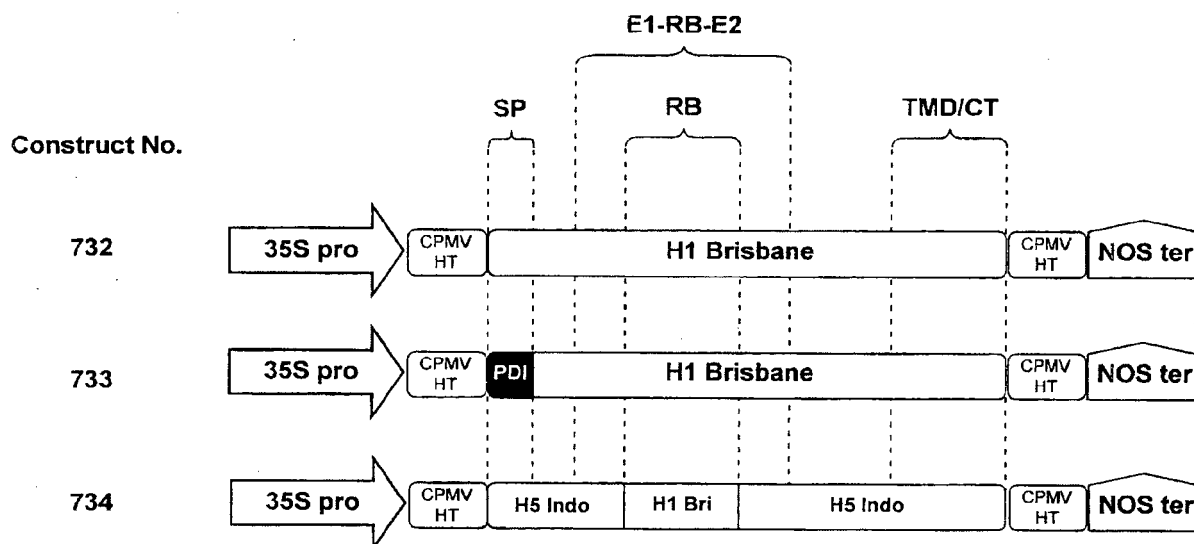 E1-RB-E2
SP RB TMD/CT
Construct No.
732 35S pro CPMV HT H1 Brisbane CPMV HT NOS ter
733 35S pro CPMV HT PDI H1 Brisbane CPMV HT NOS ter
734 35S pro CPMV HT H5 Indo H1 Bri H5 Indo CPMV HT NOS ter